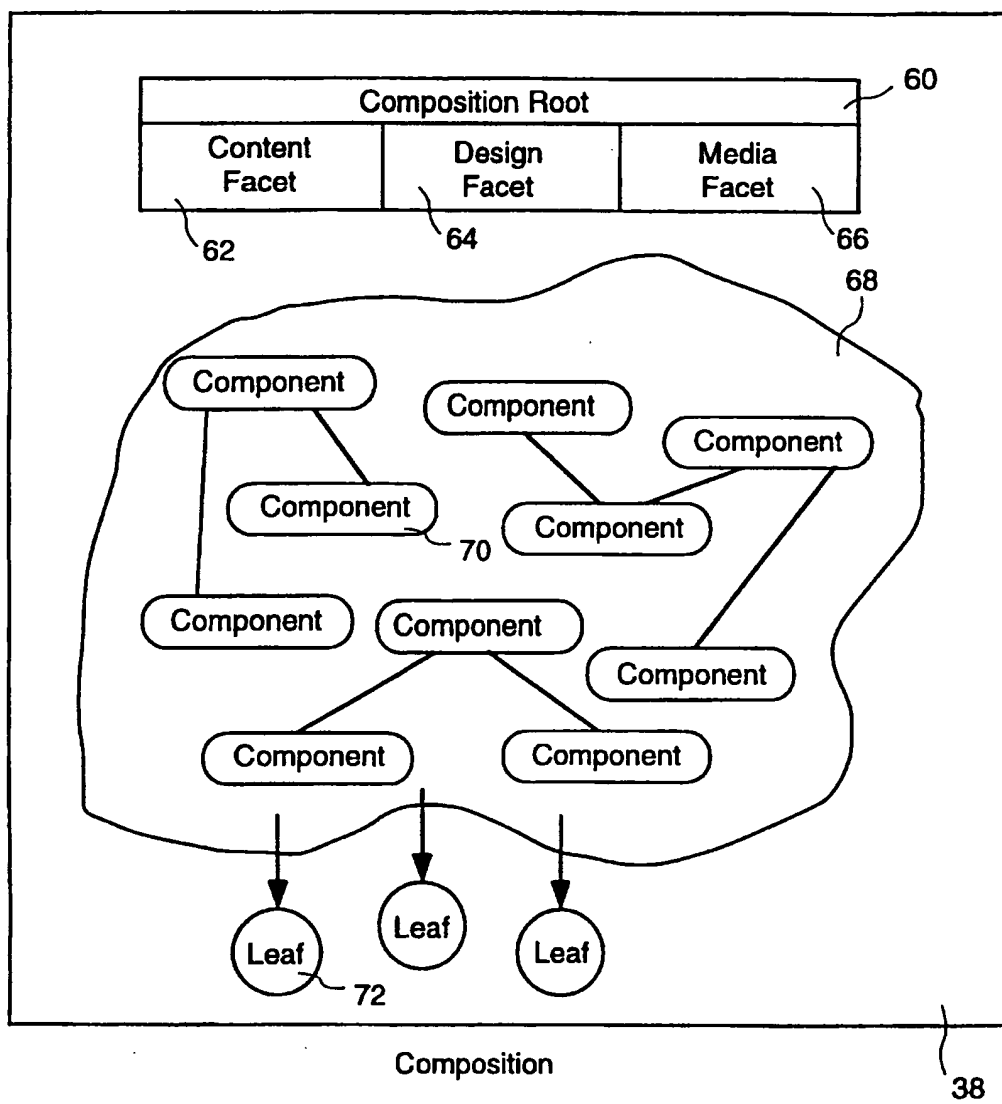 60
Composition Root
Content
Facet
Design
Facet
Media
Facet
62
64
66
68
Component
Component
Component
Component
70
Component
Component
Component
Component
Component
Component
Leaf
Leaf
Leaf
72
Composition
38